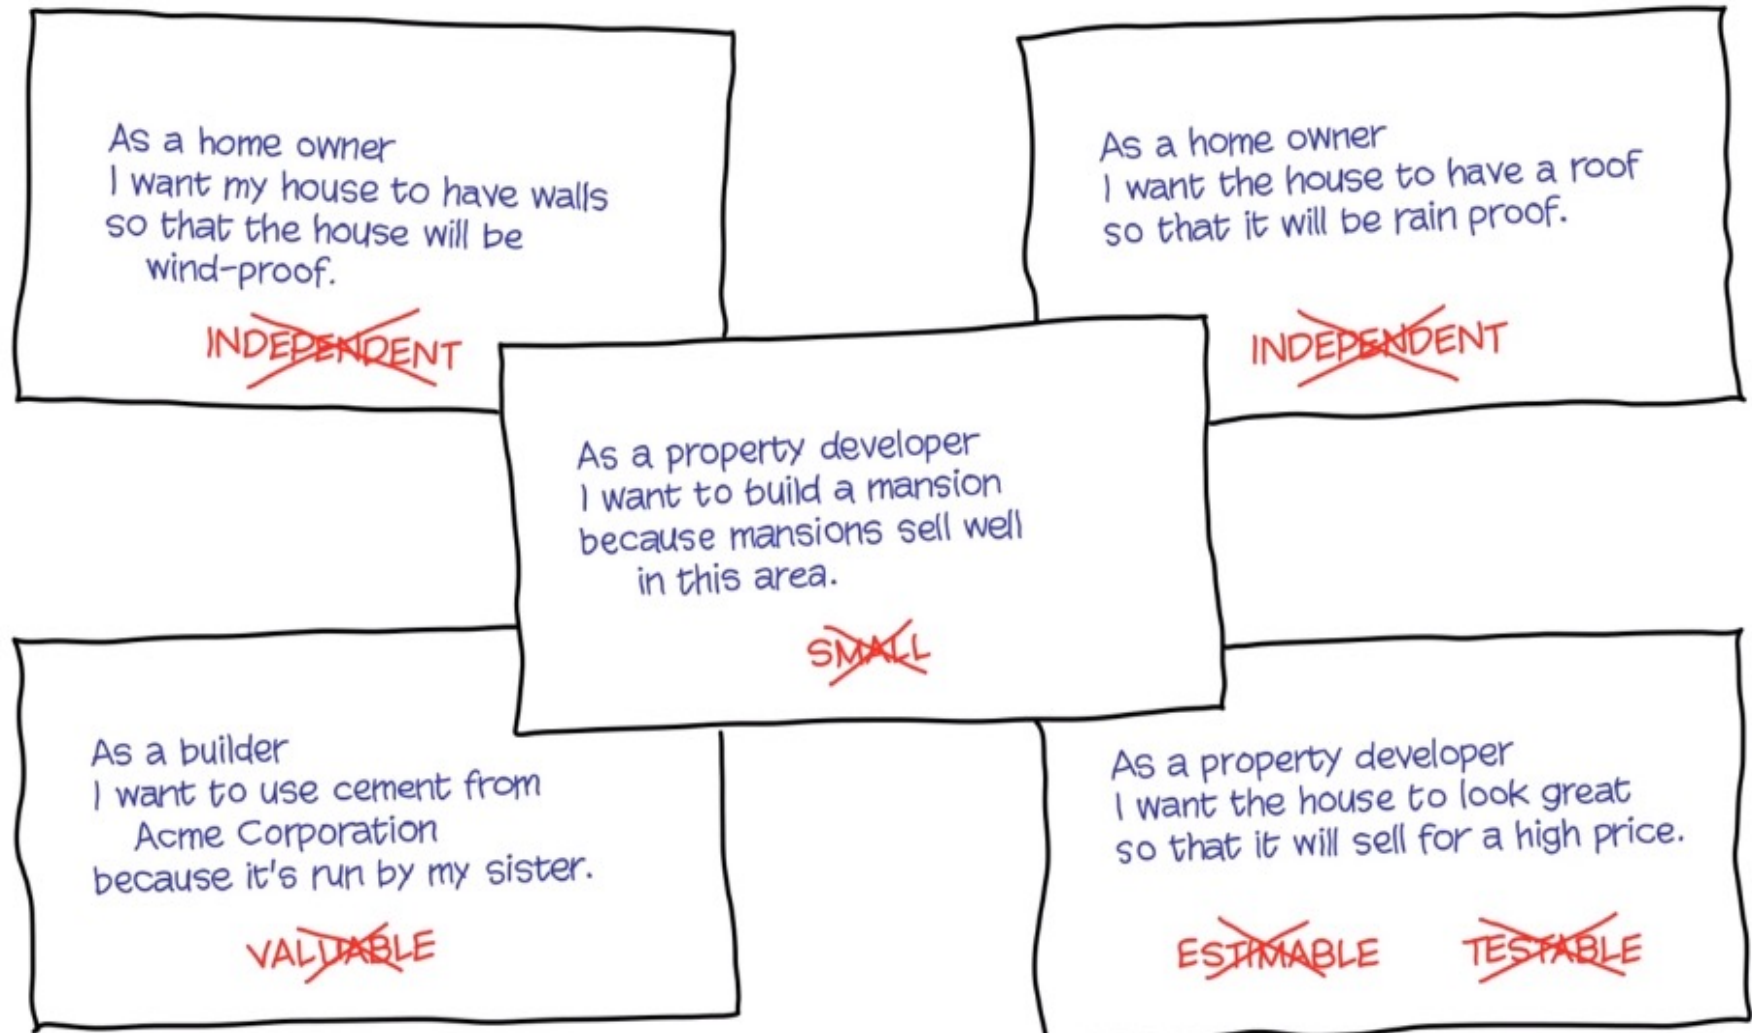 As a home owner
I want my house to have walls
so that the house will be
wind-proof.
INDEPENDENT
As a home owner
I want the house to have a roof
so that it will be rain proof.
INDEPENDENT
As a property developer
I want to build a mansion
because mansions sell well
in this area.
SMALL
As a builder
I want to use cement from
Acme Corporation
because it's run by my sister.
VALUABLE
As a property developer
I want the house to look great
so that it will sell for a high price.
ESTIMABLE TESTABLE